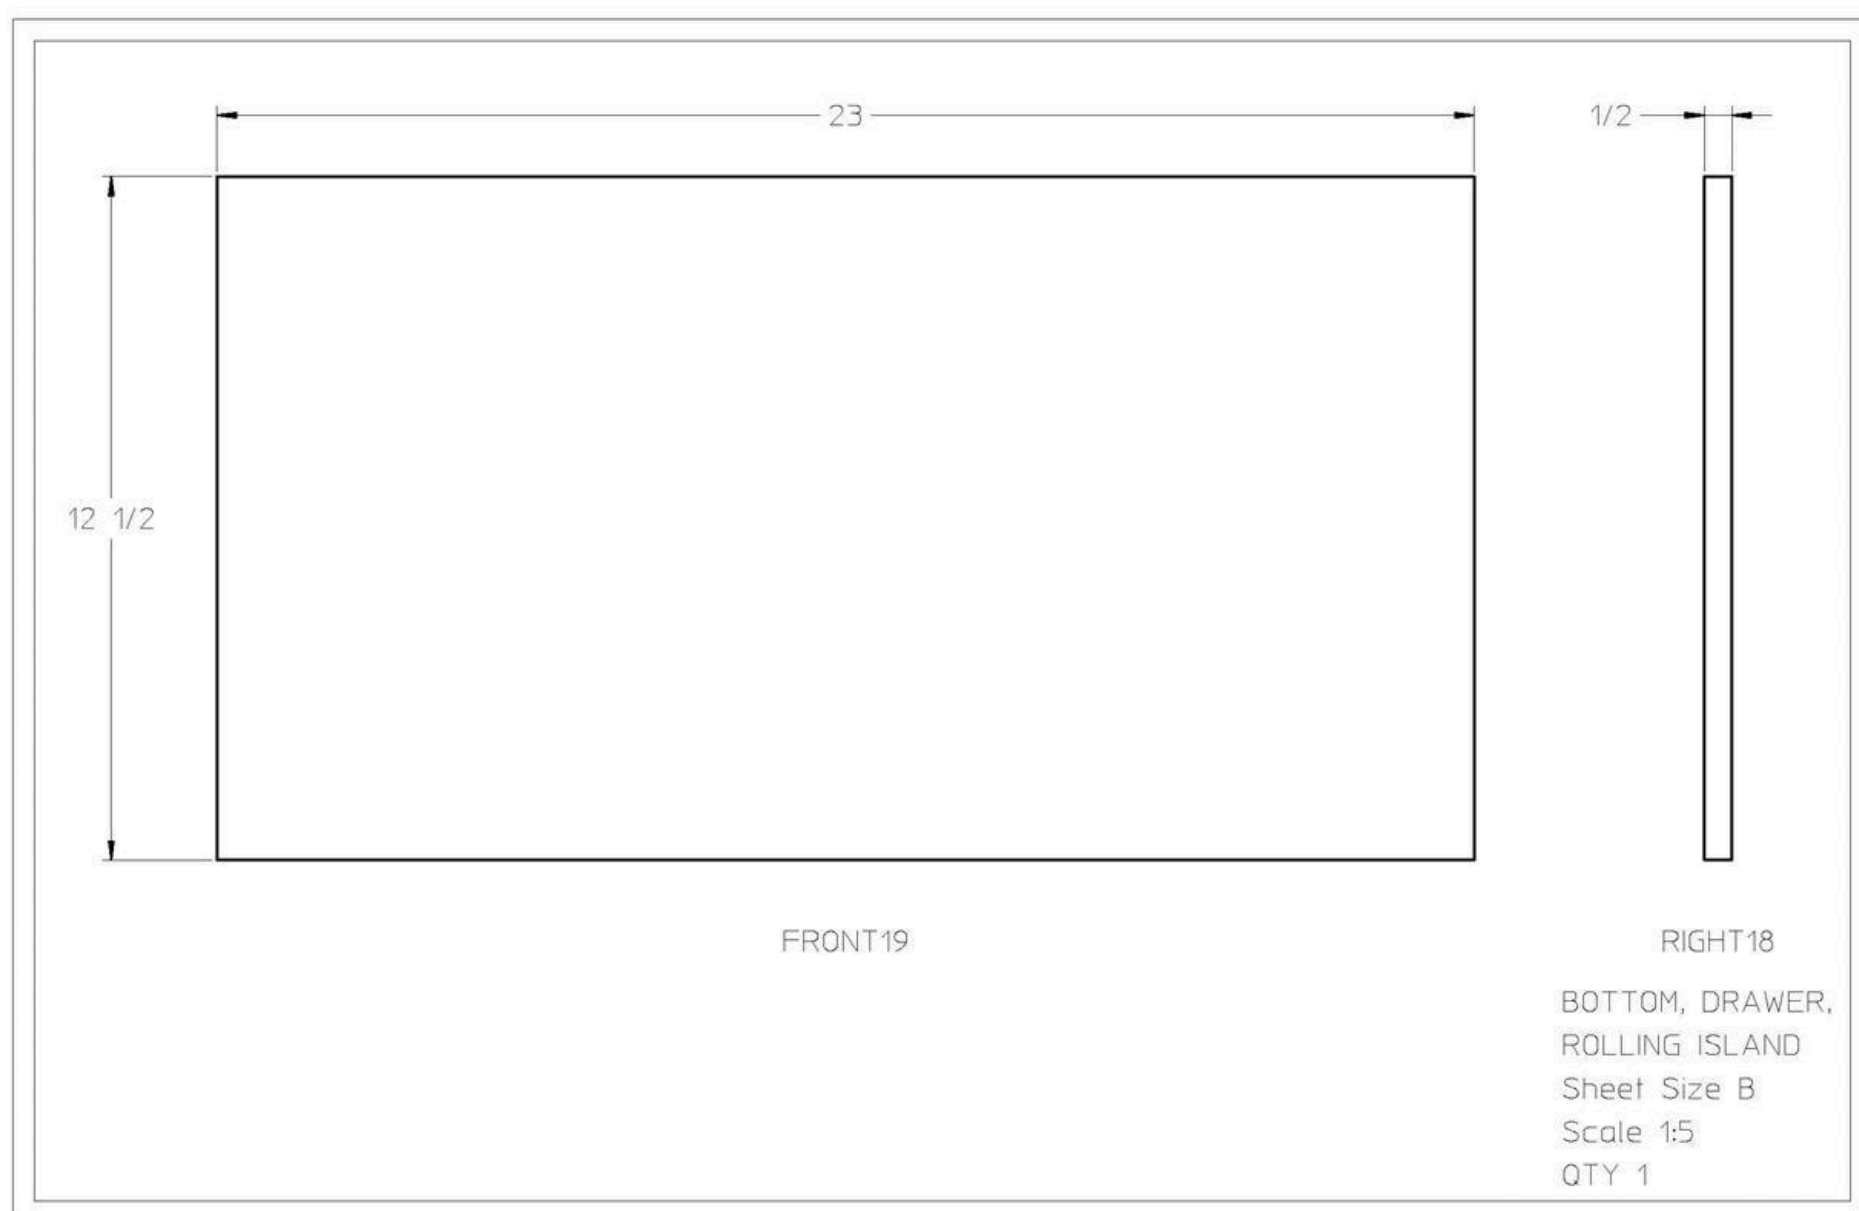 23
1/2
12 1/2
FRONT19
RIGHT18
BOTTOM, DRAWER,
ROLLING ISLAND
Sheet Size B
Scale 1:5
QTY 1